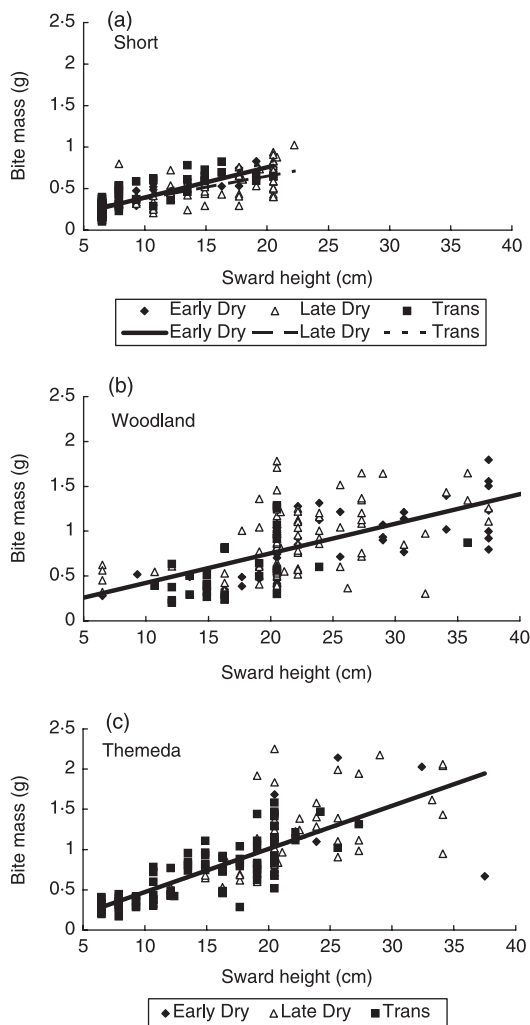 (a)
Short
2·5
2
1·5
1
0·5
0
Bite mass (g)
5 10 15 20 25 30 35 40
Sward height (cm)
Early Dry Late Dry Trans
Early Dry Late Dry Trans
(b)
Woodland
2·5
2
1·5
1
0·5
0
Bite mass (g)
5 10 15 20 25 30 35 40
Sward height (cm)
(c)
Themeda
2·5
2
1·5
1
0·5
0
Bite mass (g)
5 10 15 20 25 30 35 40
Sward height (cm)
Early Dry Late Dry Trans